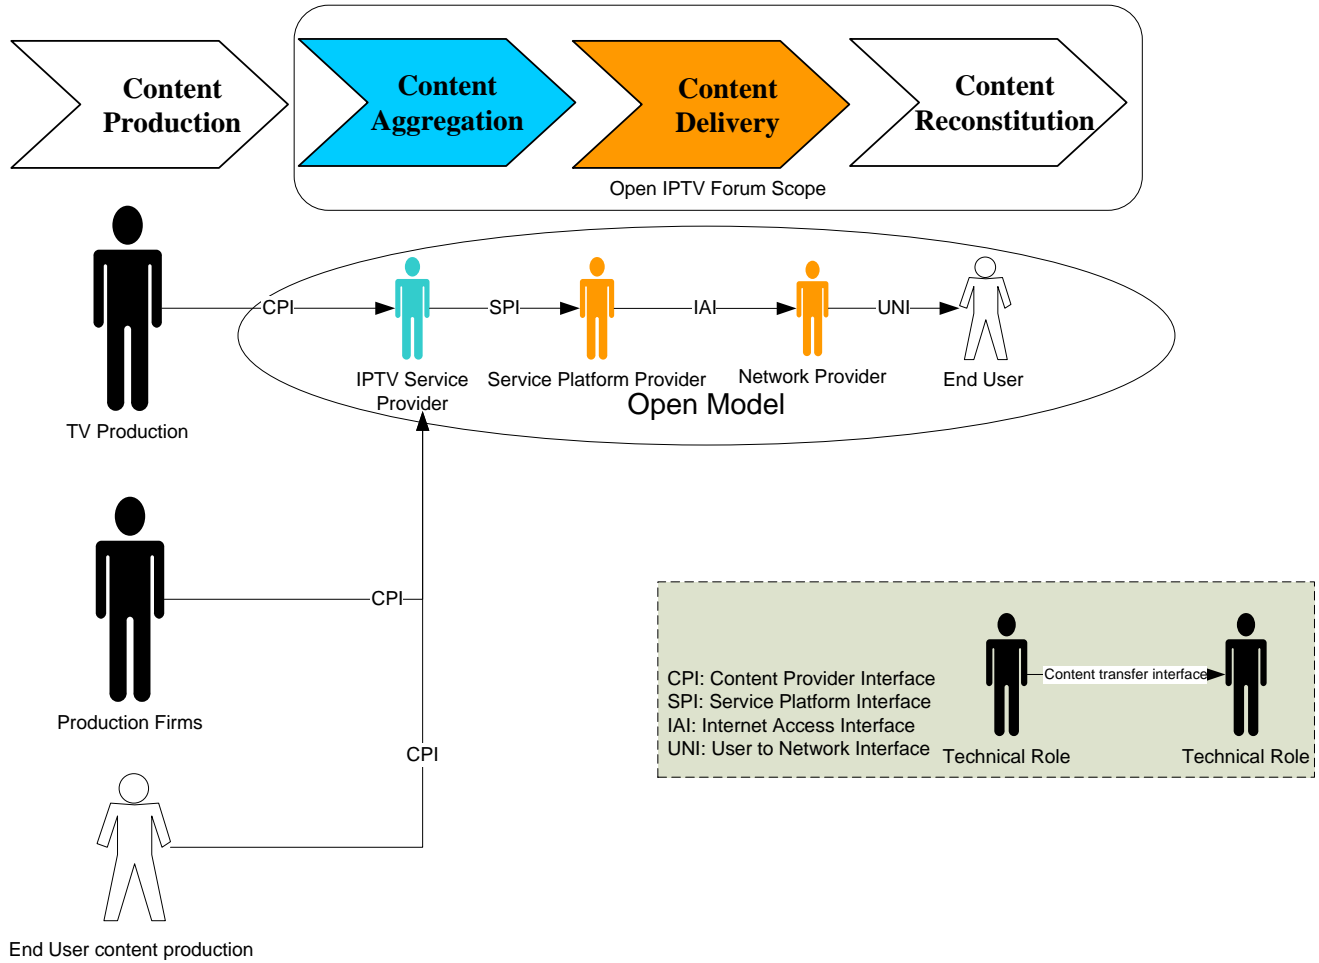 Content
Production
Content
Aggregation
Content
Delivery
Content
Reconstitution
Open IPTV Forum Scope
CPI
SPI
IAI
UNI
TV Production
IPTV Service
Provider
Service Platform Provider
Network Provider
End User
Open Model
CPI
Production Firms
CPI
End User content production
CPI: Content Provider Interface
SPI: Service Platform Interface
IAI: Internet Access Interface
UNI: User to Network Interface
Content transfer interface
Technical Role
Technical Role